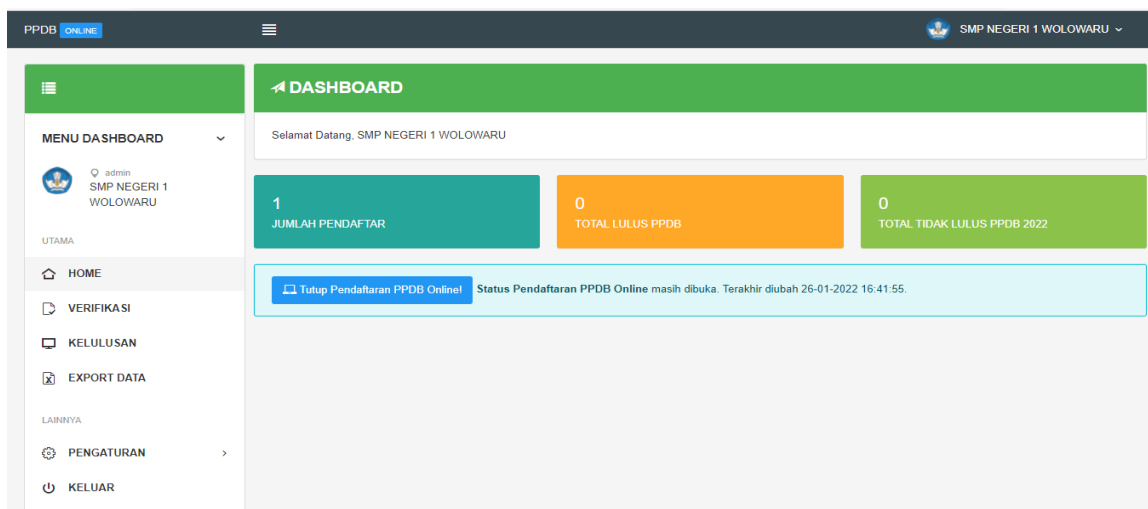 PPDB ONLINE
SMP NEGERI 1 WOLOWARU
MENU DASHBOARD
admin
SMP NEGERI 1
WOLOWARU
UTAMA
HOME
VERIFIKASI
KELULUSAN
EXPORT DATA
LAINNYA
PENGATURAN
KELUAR
DASHBOARD
Selamat Datang, SMP NEGERI 1 WOLOWARU
1
JUMLAH PENDAFTAR
0
TOTAL LULUS PPDB
0
TOTAL TIDAK LULUS PPDB 2022
Tutup Pendaftaran PPDB Online! Status Pendaftaran PPDB Online masih dibuka. Terakhir diubah 26-01-2022 16:41:55.